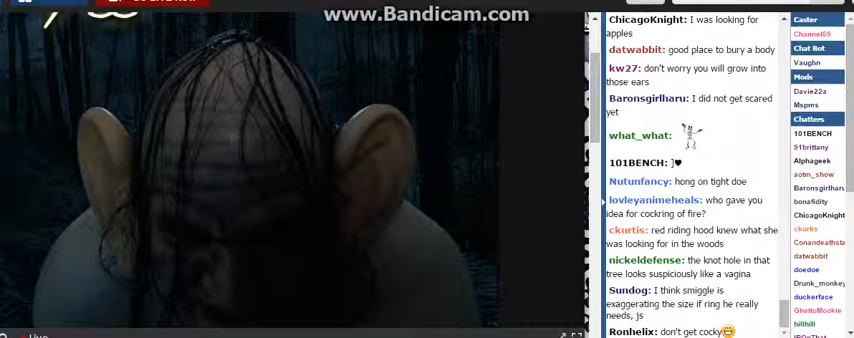 www.Bandicam.com
ChicagoKnight: I was looking for
apples
datwabbit: good place to bury a body
kw27: don't worry you will grow into
those ears
Baronsgirlharu: I did not get scared
yet
what_what:
101BENCH: ]♥
Nutunfancy: hong on tight doe
lovleyanimeheals: who gave you
idea for cockring of fire?
ckurtis: red riding hood knew what she
was looking for in the woods
nickeldefense: the knot hole in that
tree looks suspiciously like a vagina
Sundog: I think smiggle is
exaggerating the size if ring he really
needs, js
Ronhelix: don't get cocky
Caster
Channel69
Chat Bot
Vaughn
Mods
Davie22a
Mspms
Chatters
101BENCH
91brittany
Alphageek
aotm_show
Baronsgirlharu
bonafidity
ChicagoKnight
ckurtis
Conandeathsta
datwabbit
doedoe
Drunk_monkey
duckerface
GhettoMookie
hillhill
Live